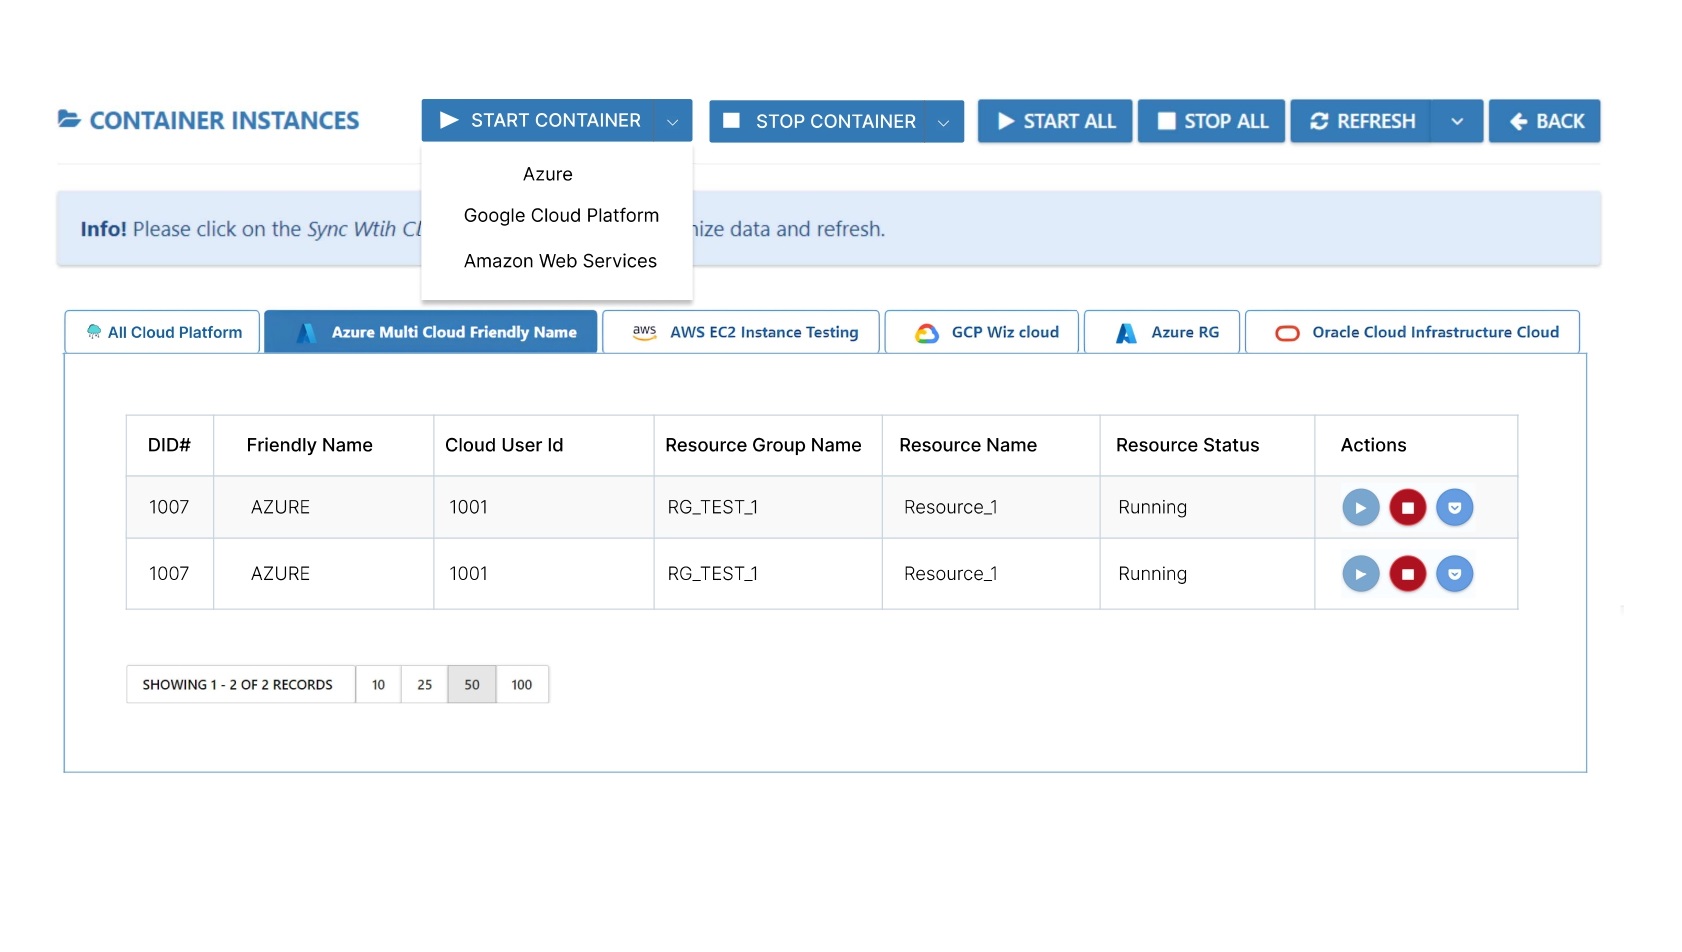 CONTAINER INSTANCES
START CONTAINER
STOP CONTAINER
START ALL
STOP ALL
REFRESH
BACK
Azure
Google Cloud Platform
Amazon Web Services
Info! Please click on the Sync Wtih data and refresh.
All Cloud Platform
Azure Multi Cloud Friendly Name
aws AWS EC2 Instance Testing
GCP Wiz cloud
Azure RG
Oracle Cloud Infrastructure Cloud
DID# Friendly Name Cloud User Id Resource Group Name Resource Name Resource Status Actions
1007 AZURE 1001 RG_TEST_1 Resource_1 Running
1007 AZURE 1001 RG_TEST_1 Resource_1 Running
SHOWING 1 - 2 OF 2 RECORDS 10 25 50 100